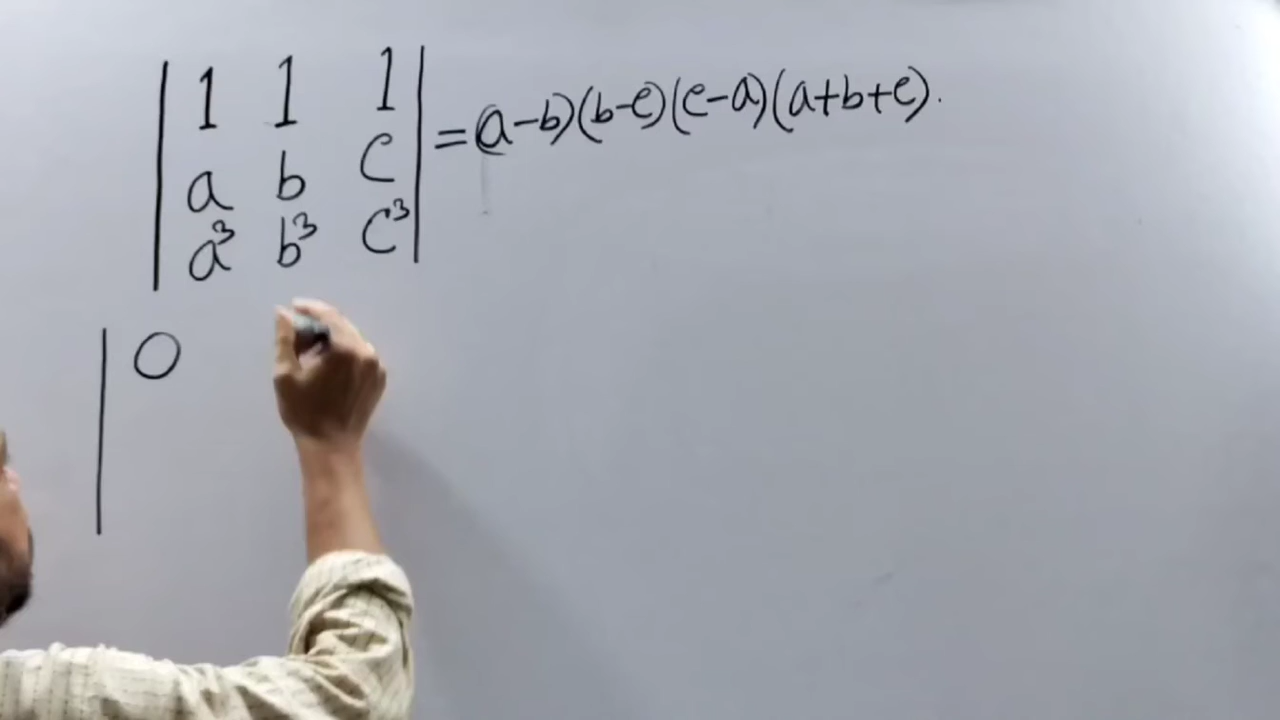 | 1 1 1 | = (a-b)(b-c)(c-a)(a+b+c).
| a b c |
| a³ b³ c³ |
| 0